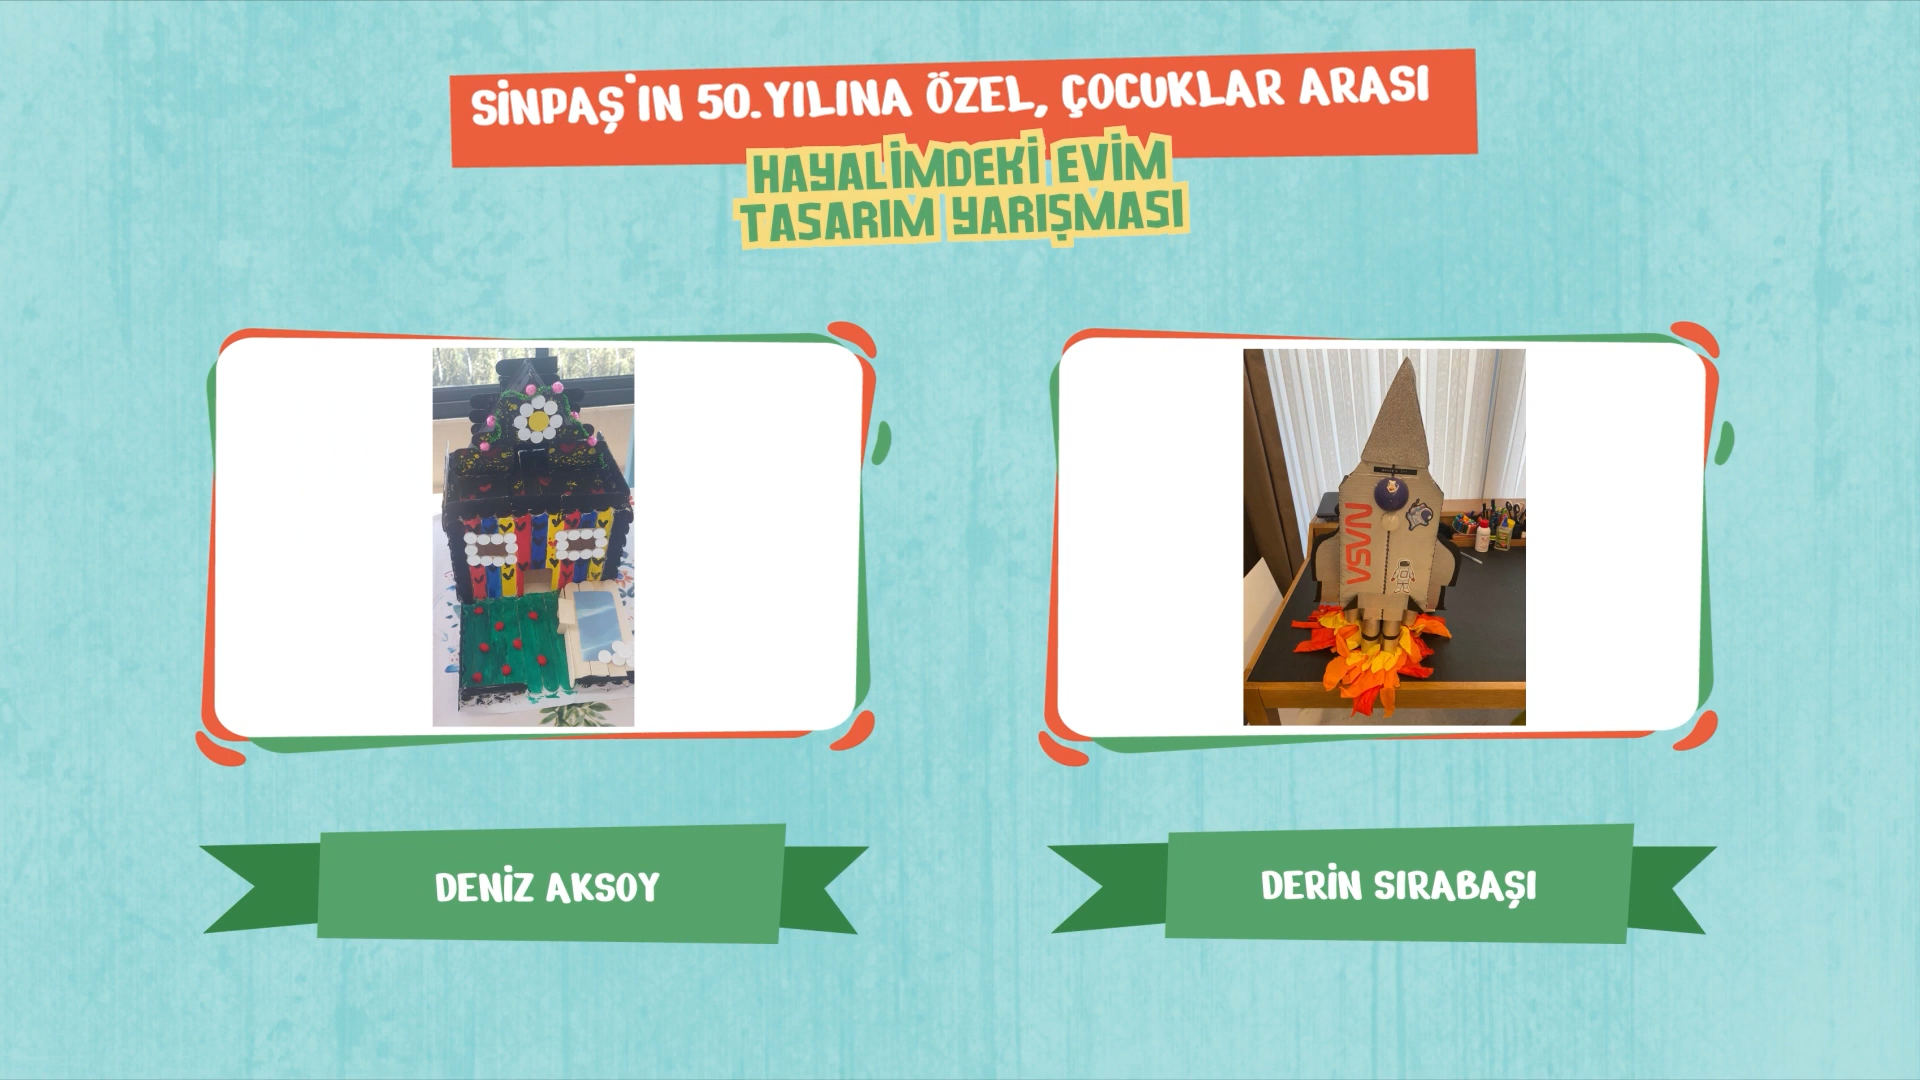 SİNPAŞ'IN 50.YILINA ÖZEL, ÇOCUKLAR ARASI
HAYALİMDEKİ EVİM
TASARIM YARIŞMASI
NASA
DENİZ AKSOY
DERİN SIRABAŞI